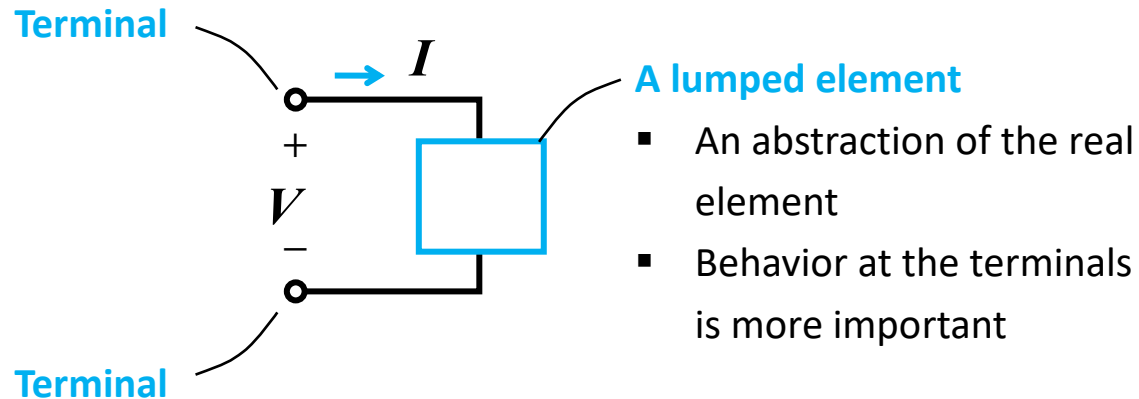 Terminal
I
A lumped element
▪ An abstraction of the real
element
+
V
−
▪ Behavior at the terminals
is more important
Terminal